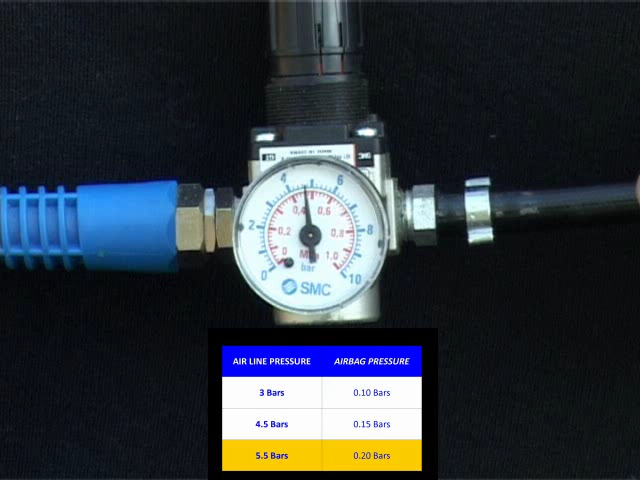 4 6
0,4 0,6
2 0,2 0,8 8
0 MPa 1,0
0 bar 10
SMC
AIR LINE PRESSURE AIRBAG PRESSURE
3 Bars 0.10 Bars
4.5 Bars 0.15 Bars
5.5 Bars 0.20 Bars